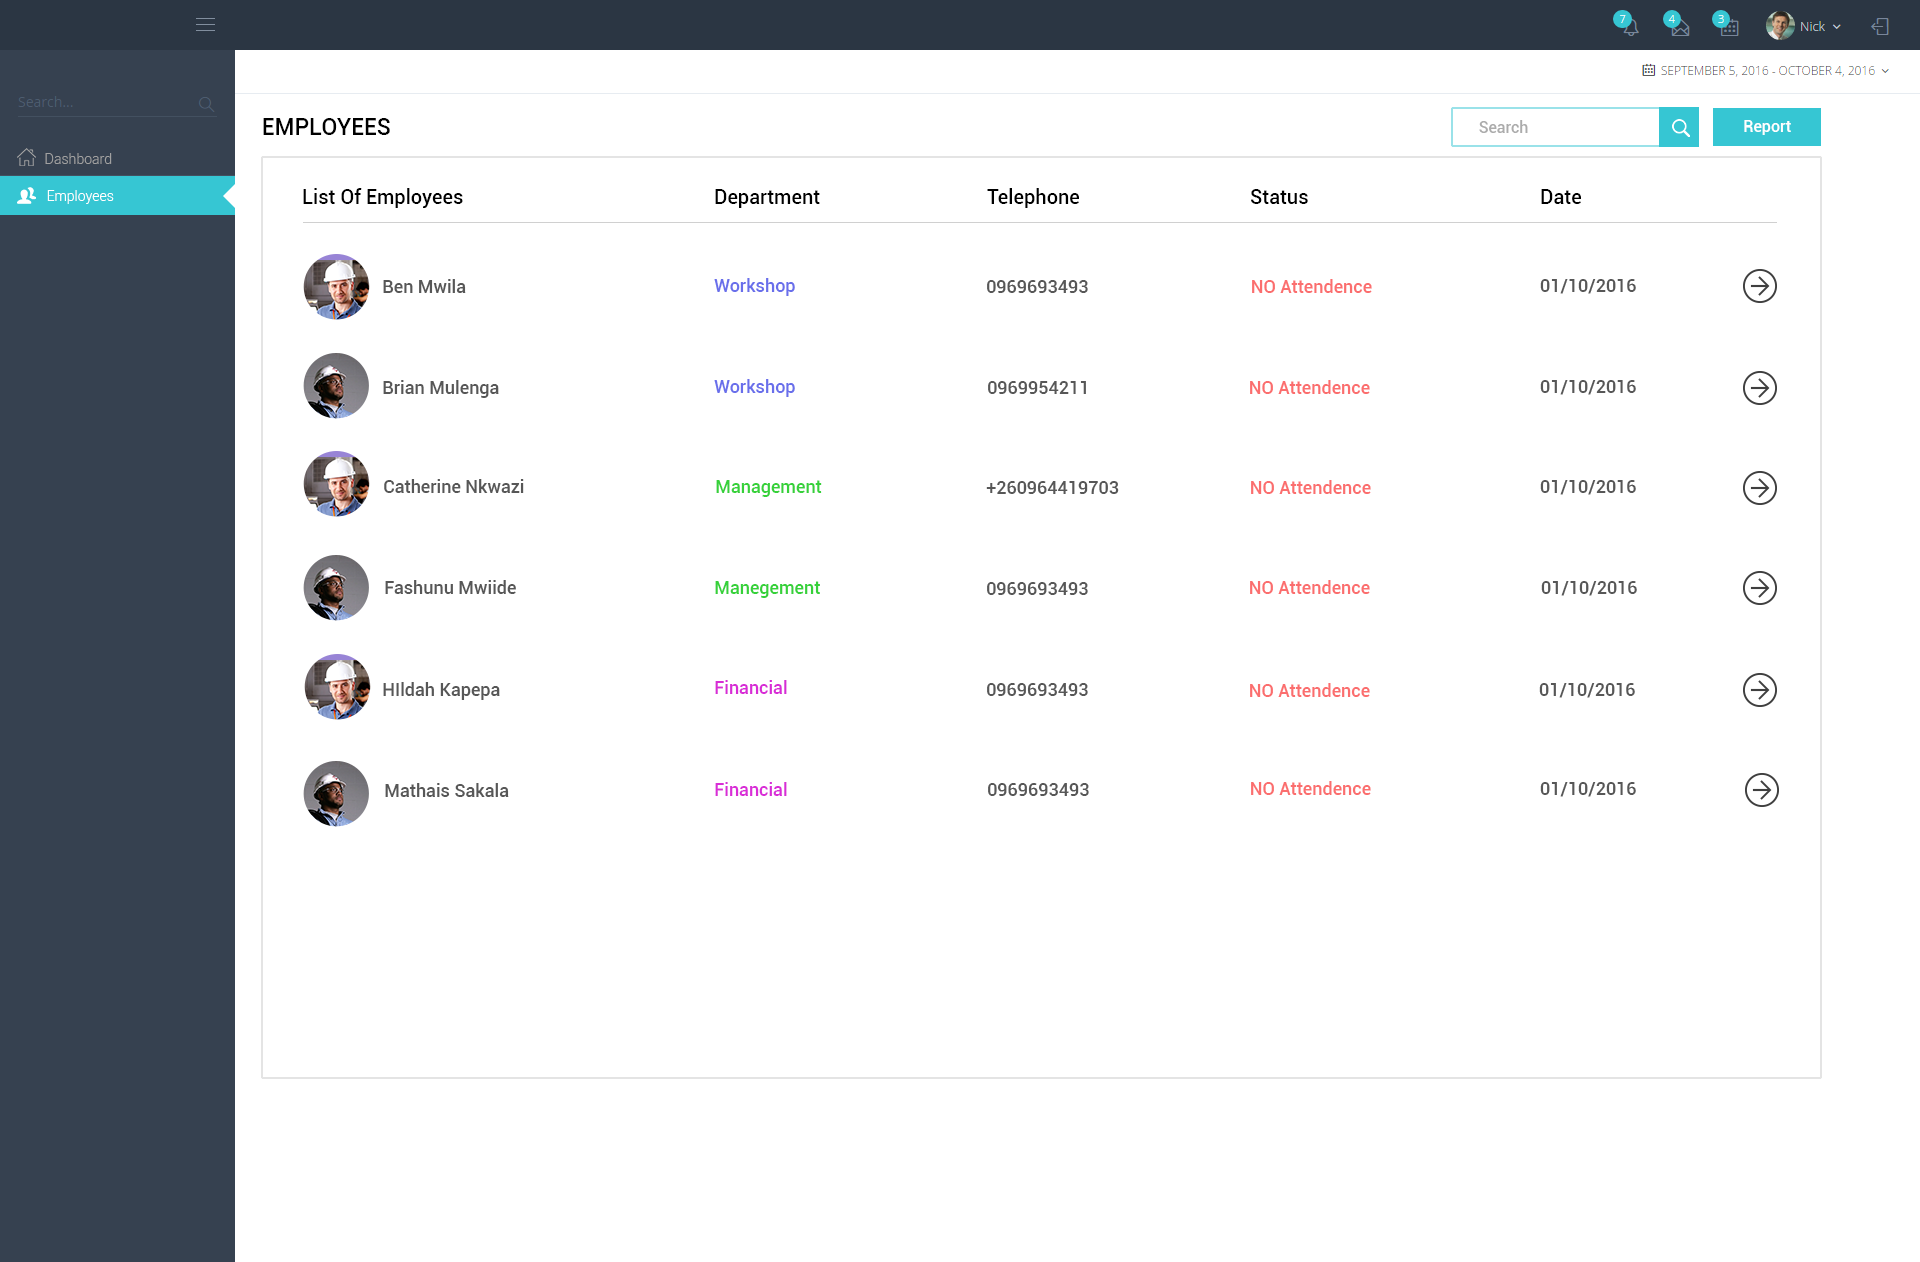 7
4
3
Nick
SEPTEMBER 5, 2016 - OCTOBER 4, 2016
Search...
Dashboard
Employees
EMPLOYEES
Search
Report
List Of Employees Department Telephone Status Date
Ben Mwila Workshop 0969693493 NO Attendence 01/10/2016
Brian Mulenga Workshop 0969954211 NO Attendence 01/10/2016
Catherine Nkwazi Management +260964419703 NO Attendence 01/10/2016
Fashunu Mwiide Manegement 0969693493 NO Attendence 01/10/2016
HIldah Kapepa Financial 0969693493 NO Attendence 01/10/2016
Mathais Sakala Financial 0969693493 NO Attendence 01/10/2016